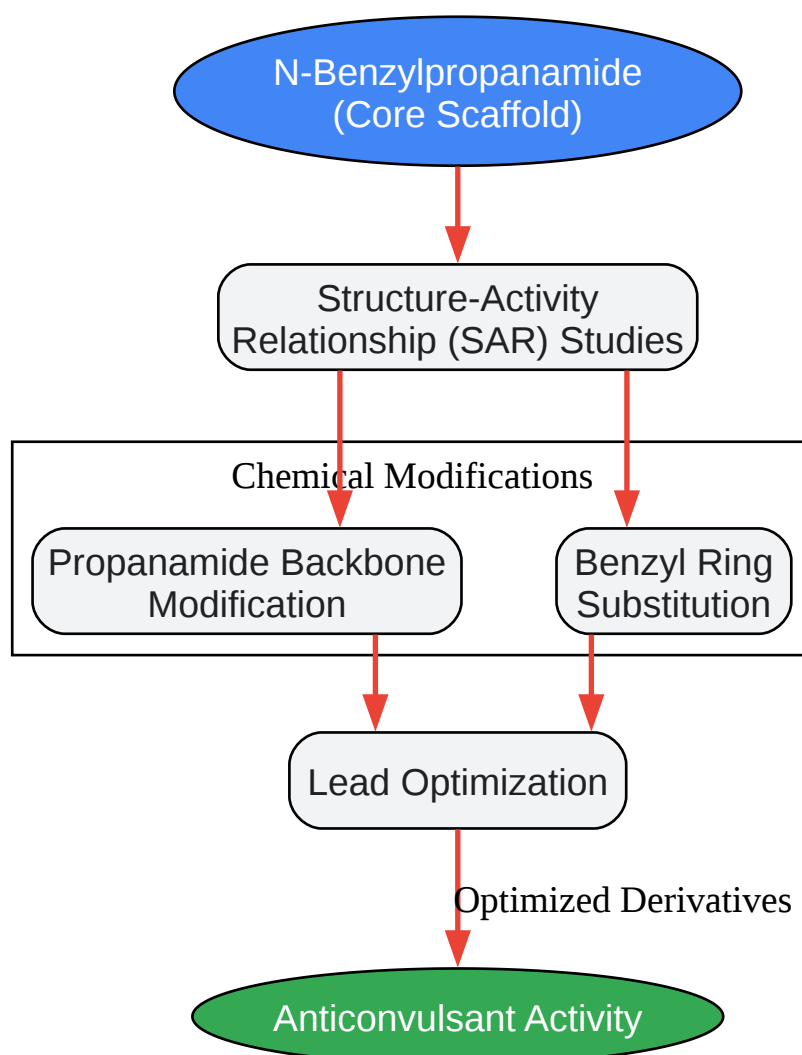 N-Benzylpropanamide
(Core Scaffold)
Structure-Activity
Relationship (SAR) Studies
Chemical Modifications
Propanamide Backbone
Modification
Benzyl Ring
Substitution
Lead Optimization
Optimized Derivatives
Anticonvulsant Activity